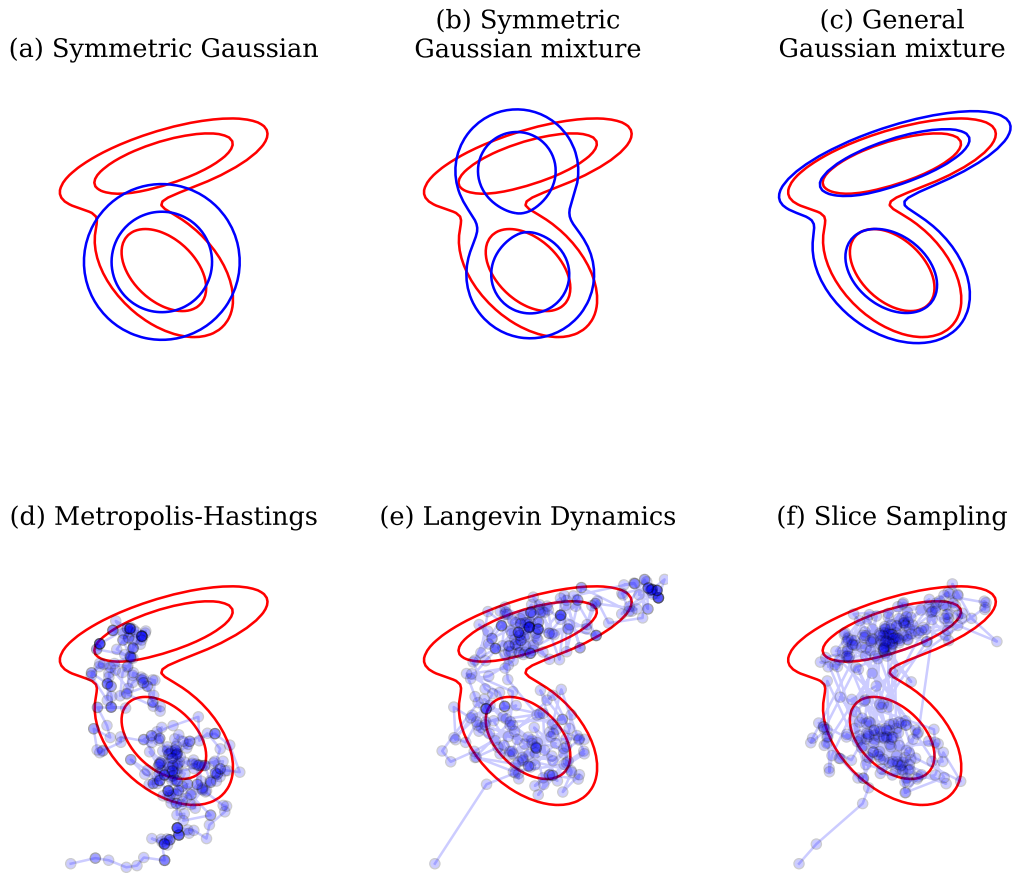 (a) Symmetric Gaussian
(b) Symmetric
Gaussian mixture
(c) General
Gaussian mixture
(d) Metropolis-Hastings
(e) Langevin Dynamics
(f) Slice Sampling